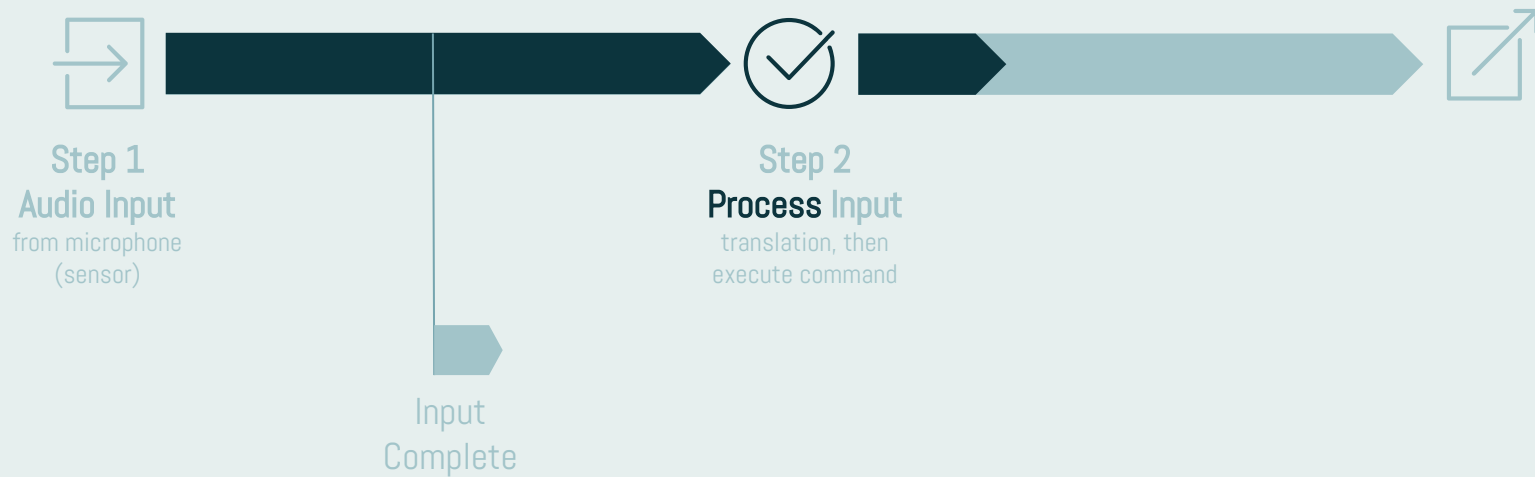 Step 1
Audio Input
from microphone
(sensor)
Step 2
Process Input
translation, then
execute command
Input
Complete